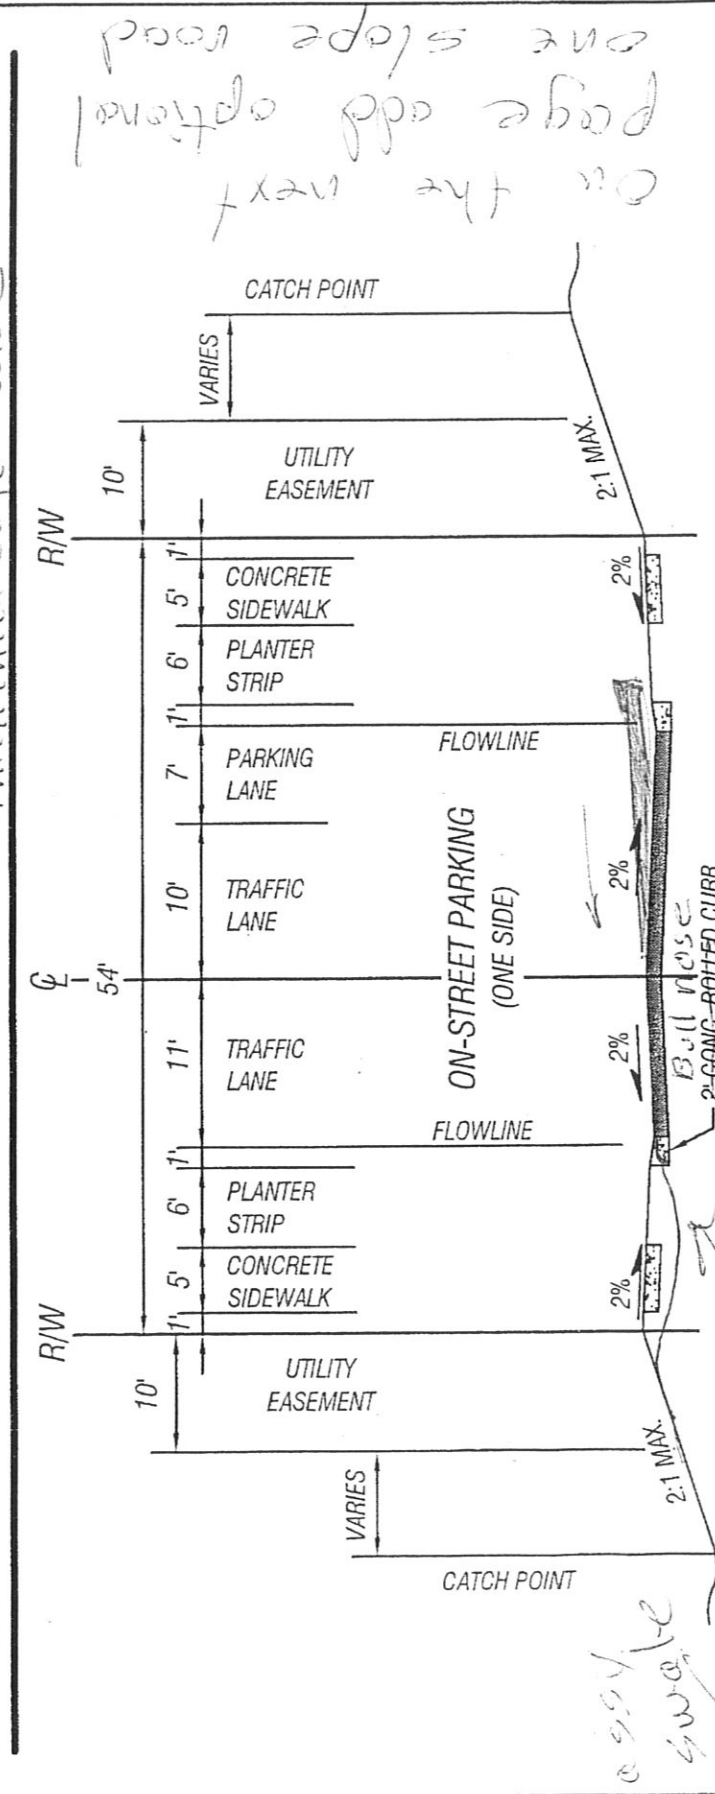 on the next
page add optional
one slope road
R/W
R/W
C̵L
54'
10'
10'
1'
5'
6'
1'
11'
10'
7'
1'
6'
5'
1'
VARIES
VARIES
CATCH POINT
UTILITY
EASEMENT
CONCRETE
SIDEWALK
PLANTER
STRIP
TRAFFIC
LANE
TRAFFIC
LANE
PARKING
LANE
PLANTER
STRIP
CONCRETE
SIDEWALK
UTILITY
EASEMENT
CATCH POINT
FLOWLINE
FLOWLINE
ON-STREET PARKING
(ONE SIDE)
2:1 MAX.
2%
2%
2%
2%
2:1 MAX.
Bull nose
2' CONC. ROLLED CURB
assy
swale